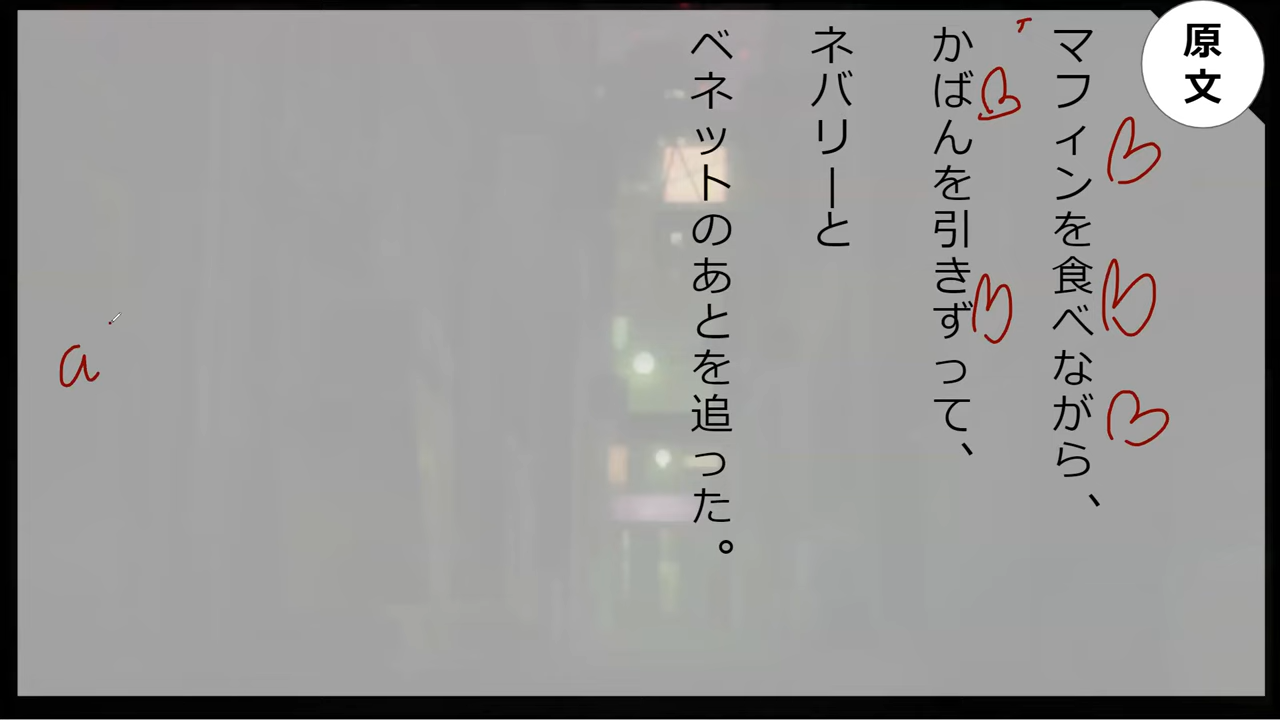 原文
マフィンを食べながら、
かばんを引きずって、
ネバリーと
ベネットのあとを追った。
a